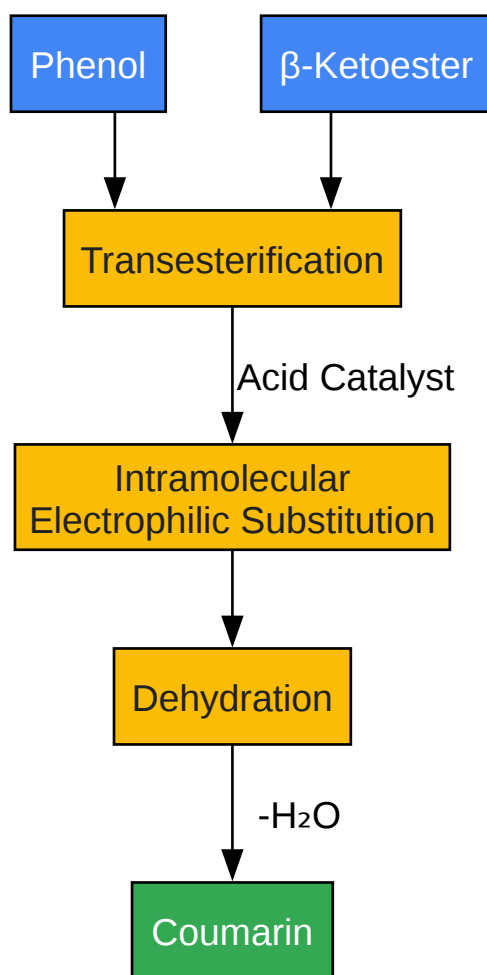 Phenol
β-Ketoester
Transesterification
Acid Catalyst
Intramolecular
Electrophilic Substitution
Dehydration
-H₂O
Coumarin